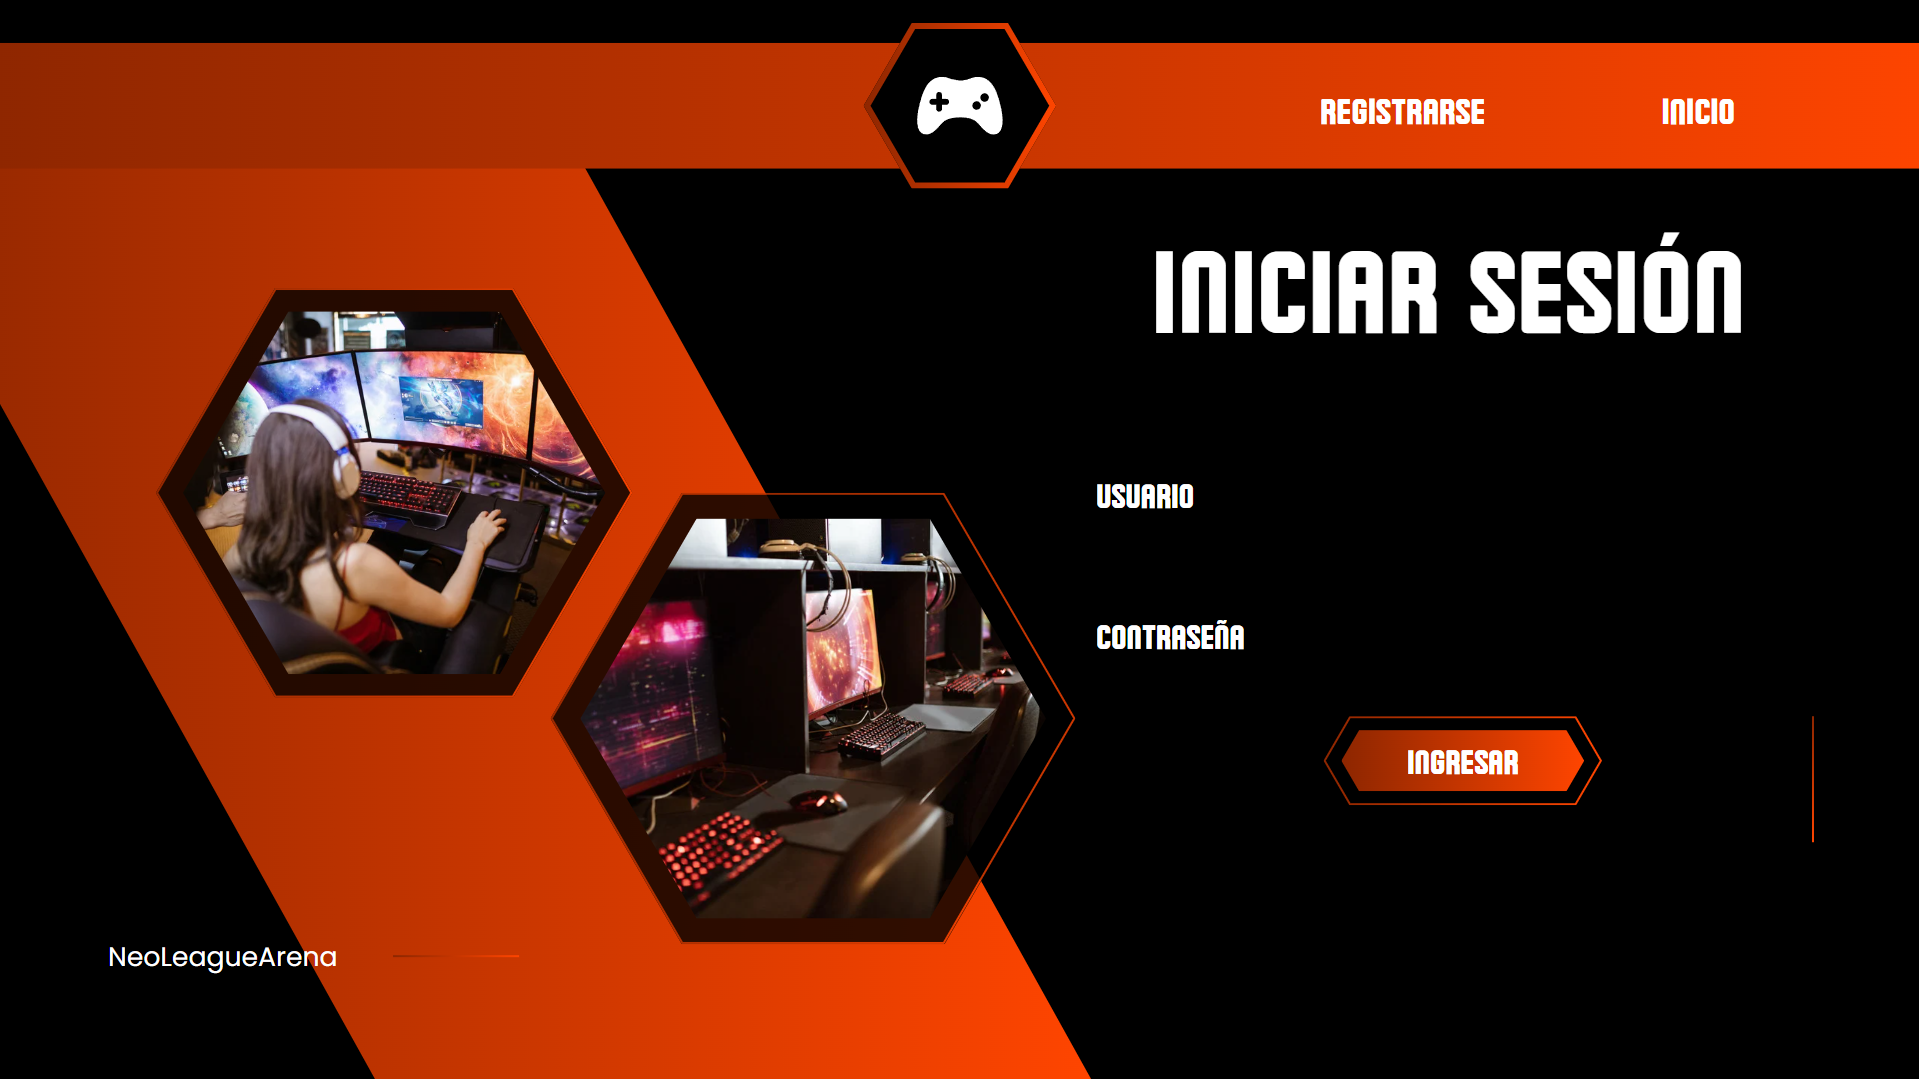 REGISTRARSE
INICIO
INICIAR SESIÓN
USUARIO
CONTRASEÑA
INGRESAR
NeoLeagueArena